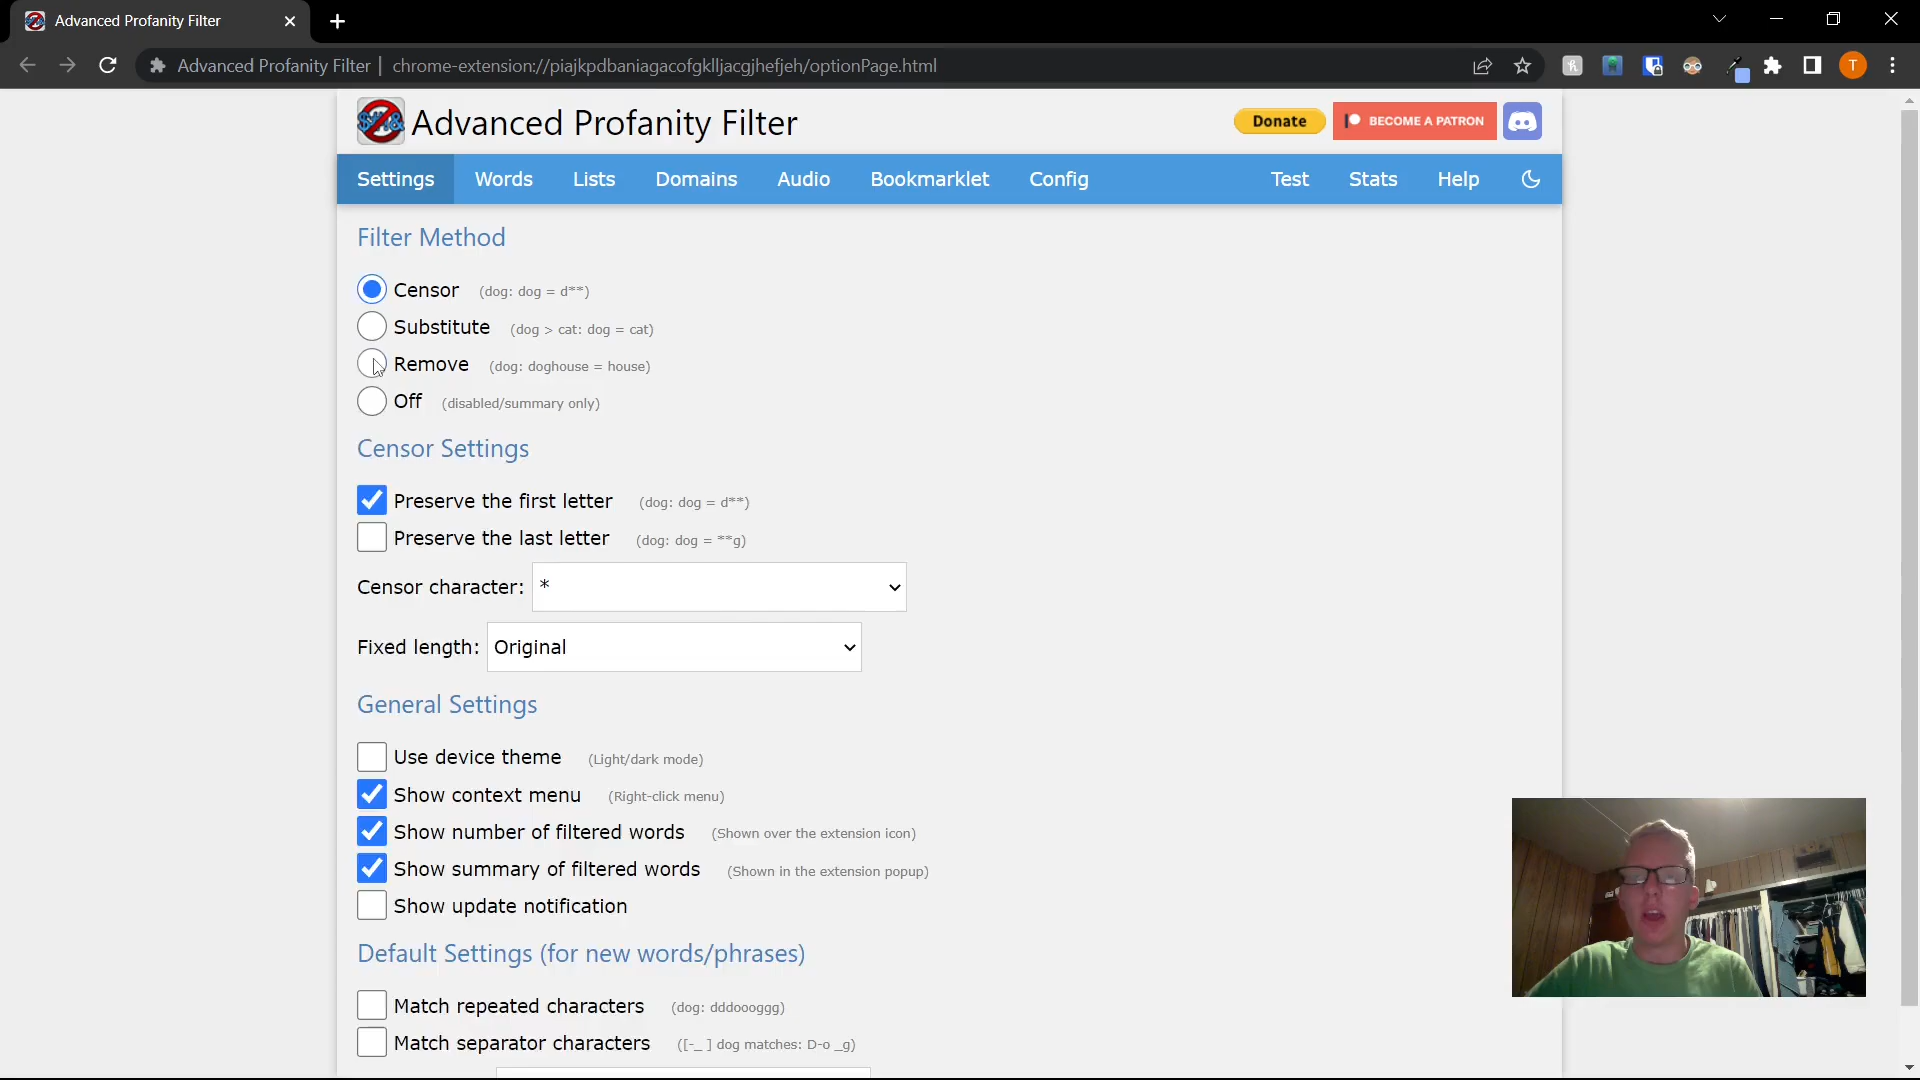 Advanced Profanity Filter
Advanced Profanity Filter | chrome-extension://piajkpdbaniagacofgklljacgjhefjeh/optionPage.html
T
Advanced Profanity Filter
Donate
BECOME A PATRON
Settings Words Lists Domains Audio Bookmarklet Config Test Stats Help
Filter Method
Censor (dog: dog = d**)
Substitute (dog > cat: dog = cat)
Remove (dog: doghouse = house)
Off (disabled/summary only)
Censor Settings
Preserve the first letter (dog: dog = d**)
Preserve the last letter (dog: dog = **g)
Censor character: *
Fixed length: Original
General Settings
Use device theme (Light/dark mode)
Show context menu (Right-click menu)
Show number of filtered words (Shown over the extension icon)
Show summary of filtered words (Shown in the extension popup)
Show update notification
Default Settings (for new words/phrases)
Match repeated characters (dog: dddoooggg)
Match separator characters ([-_ ] dog matches: D-o _g)